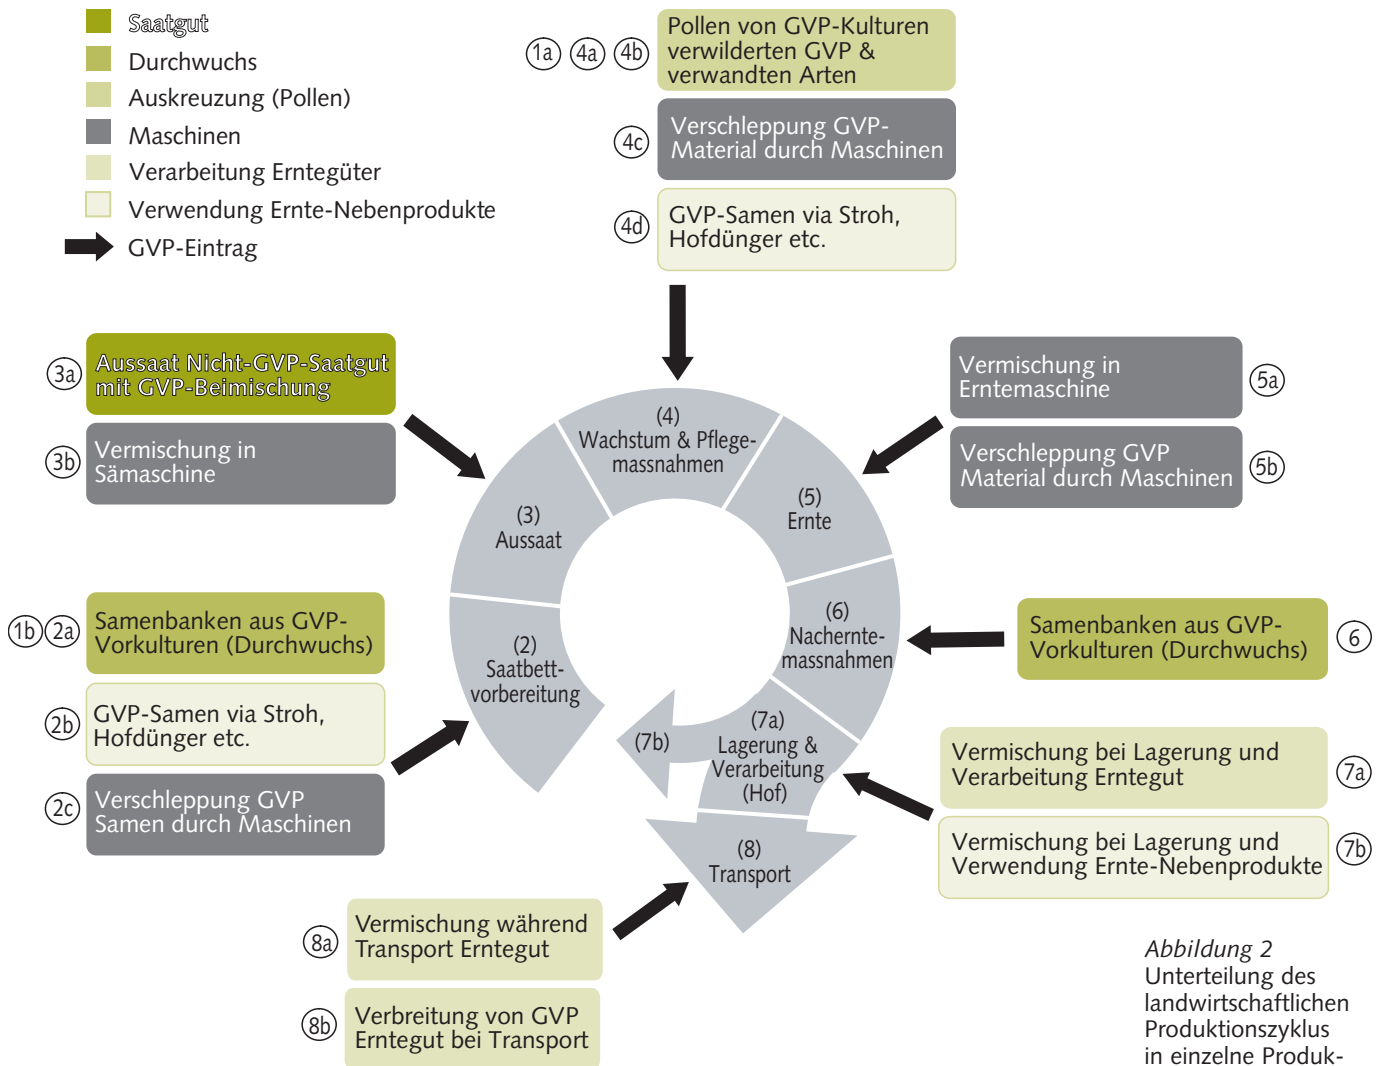 Saatgut
Durchwuchs
Auskreuzung (Pollen)
Maschinen
Verarbeitung Erntegüter
Verwendung Ernte-Nebenprodukte
GVP-Eintrag
1a 4a 4b
Pollen von GVP-Kulturen
verwilderten GVP &
verwandten Arten
4c
Verschleppung GVP-
Material durch Maschinen
4d
GVP-Samen via Stroh,
Hofdünger etc.
3a
Aussaat Nicht-GVP-Saatgut
mit GVP-Beimischung
3b
Vermischung in
Sämaschine
Vermischung in
Erntemaschine
5a
Verschleppung GVP
Material durch Maschinen
5b
(4)
Wachstum & Pflege-
massnahmen
(3)
Aussaat
(5)
Ernte
1b 2a
Samenbanken aus GVP-
Vorkulturen (Durchwuchs)
2b
GVP-Samen via Stroh,
Hofdünger etc.
2c
Verschleppung GVP
Samen durch Maschinen
(2)
Saatbett-
vorbereitung
(6)
Nachernte-
massnahmen
Samenbanken aus GVP-
Vorkulturen (Durchwuchs)
6
(7b)
(7a)
Lagerung &
Verarbeitung
(Hof)
Vermischung bei Lagerung und
Verarbeitung Erntegut
7a
Vermischung bei Lagerung und
Verwendung Ernte-Nebenprodukte
7b
(8)
Transport
8a
Vermischung während
Transport Erntegut
8b
Verbreitung von GVP
Erntegut bei Transport
Abbildung 2
Unterteilung des
landwirtschaftlichen
Produktionszyklus
in einzelne Produk-